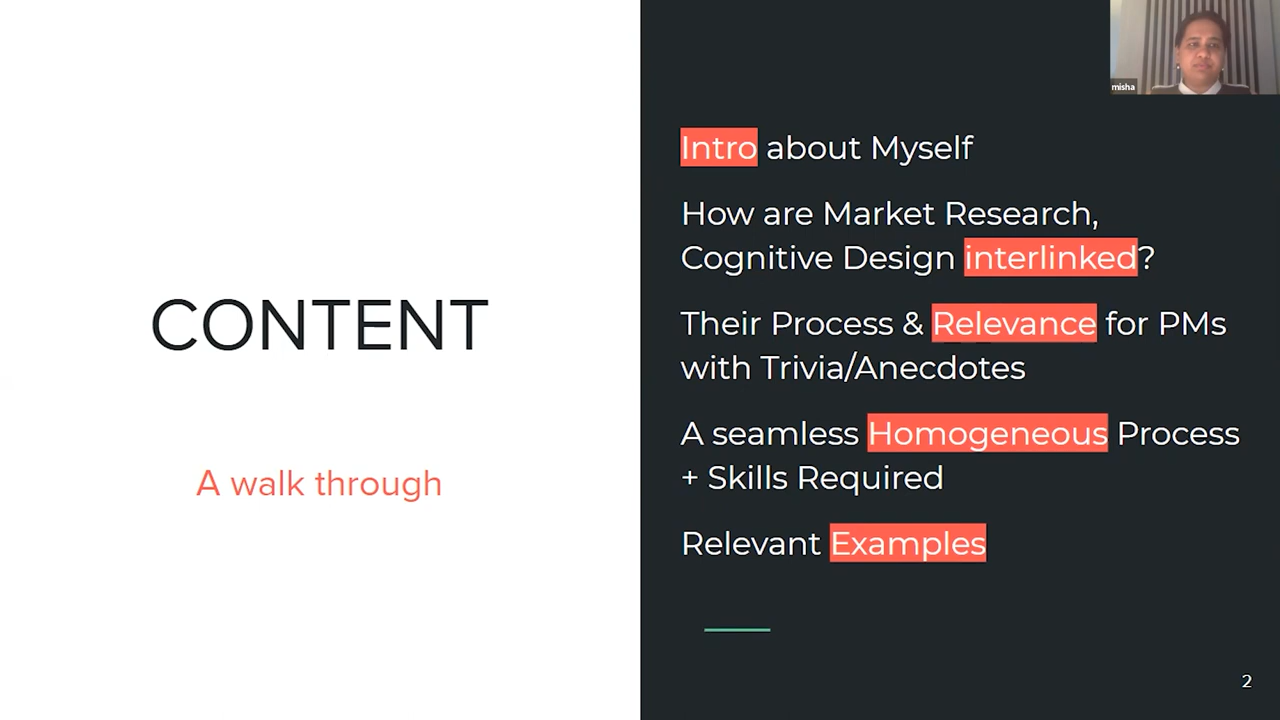 CONTENT
A walk through
misha
Intro about Myself
How are Market Research,
Cognitive Design interlinked?
Their Process & Relevance for PMs
with Trivia/Anecdotes
A seamless Homogeneous Process
+ Skills Required
Relevant Examples
2